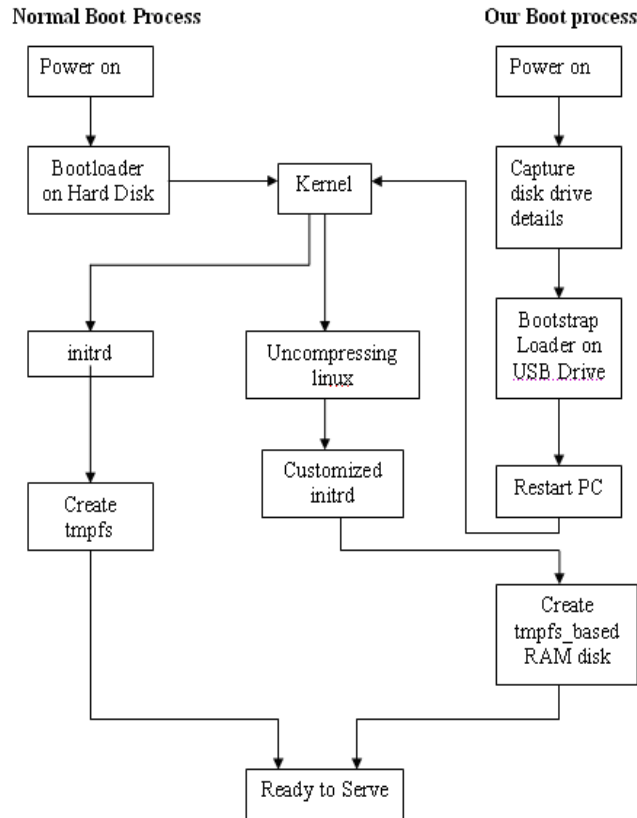 Normal Boot Process
Our Boot process
Power on
Power on
Bootloader
on Hard Disk
Kernel
Capture
disk drive
details
initrd
Uncompressing
linux
Bootstrap
Loader on
USB Drive
Customized
initrd
Restart PC
Create
tmpfs
Create
tmpfs_based
RAM disk
Ready to Serve